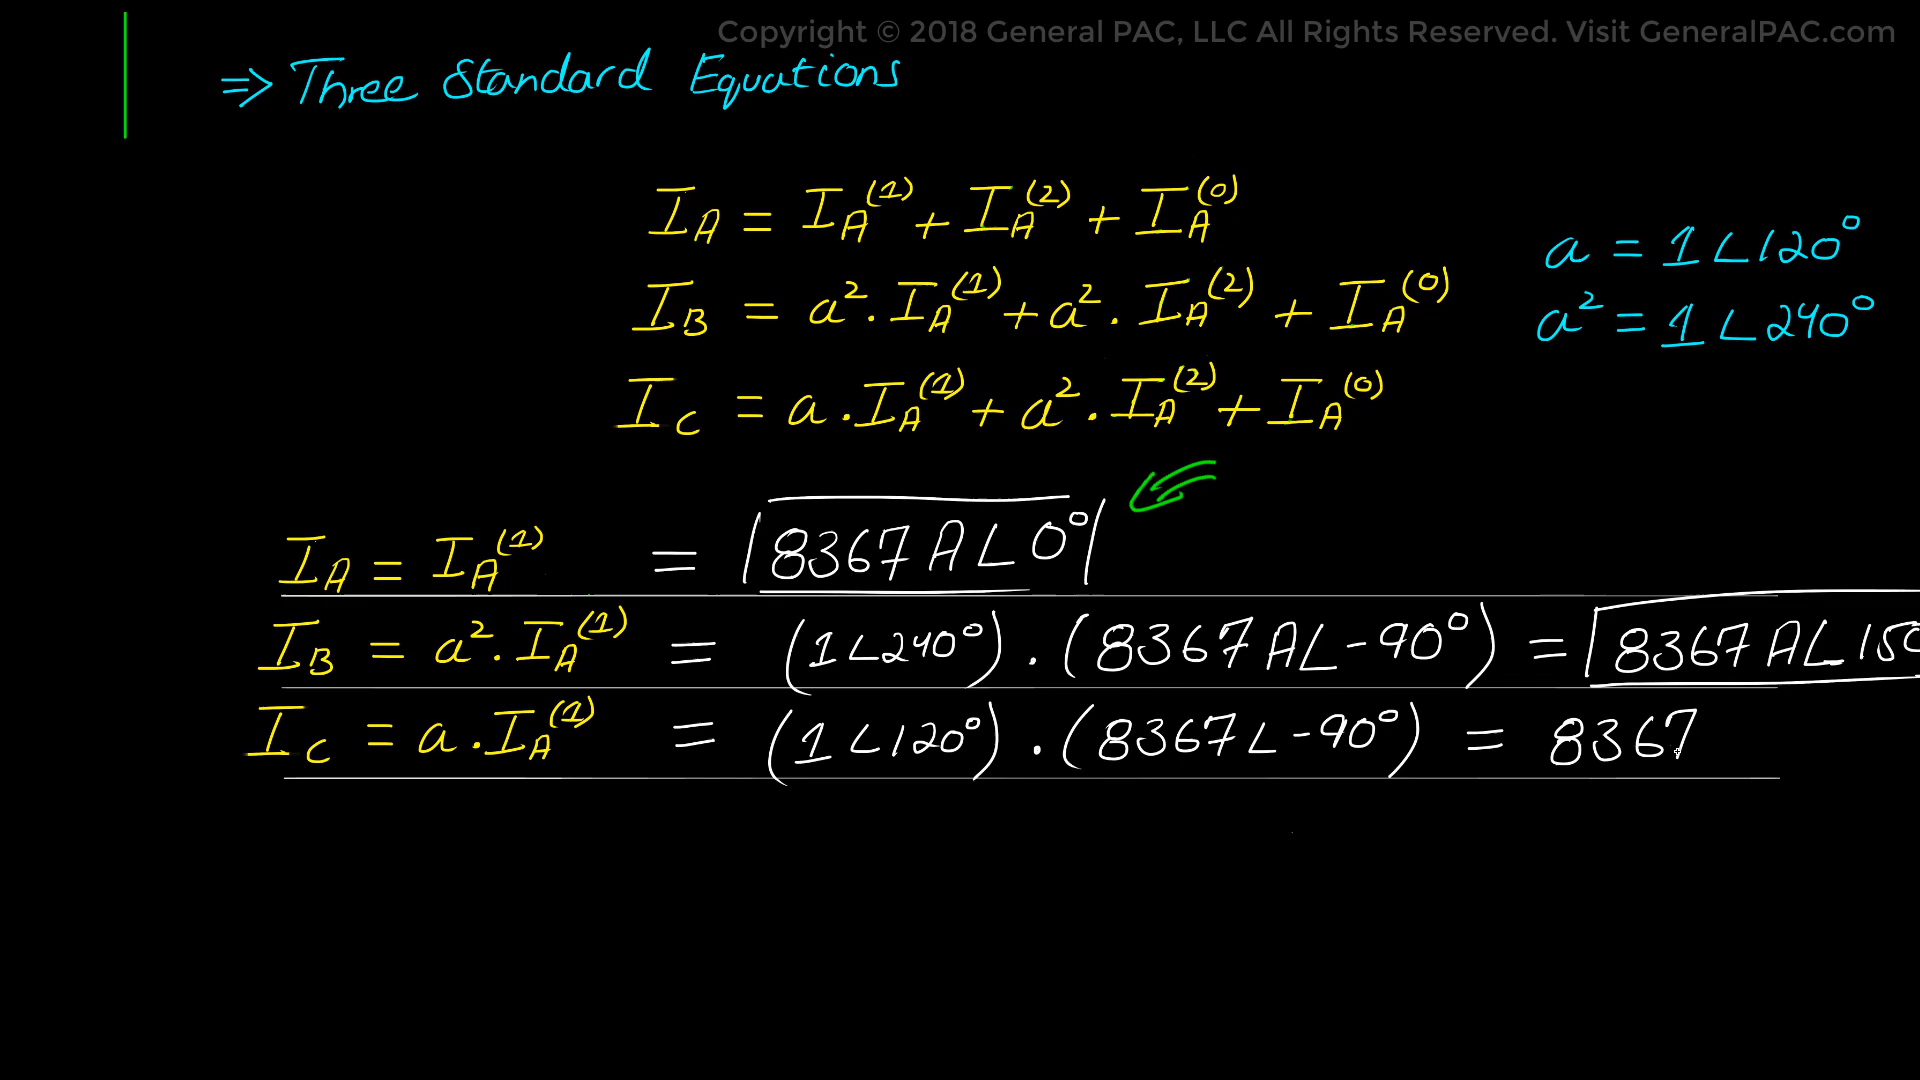 Copyright © 2018 General PAC, LLC All Rights Reserved. Visit GeneralPAC.com
⇒ Three Standard Equations
I_A = I_A^(1) + I_A^(2) + I_A^(0)
a = 1∠120°
I_B = a². I_A^(1) + a². I_A^(2) + I_A^(0)
a² = 1∠240°
I_C = a. I_A^(1) + a². I_A^(2) + I_A^(0)
I_A = I_A^(1) = 8367 A∠0°
I_B = a². I_A^(1) = (1∠240°). (8367 A∠-90°) = 8367 A∠150
I_C = a. I_A^(1) = (1∠120°). (8367∠-90°) = 8367